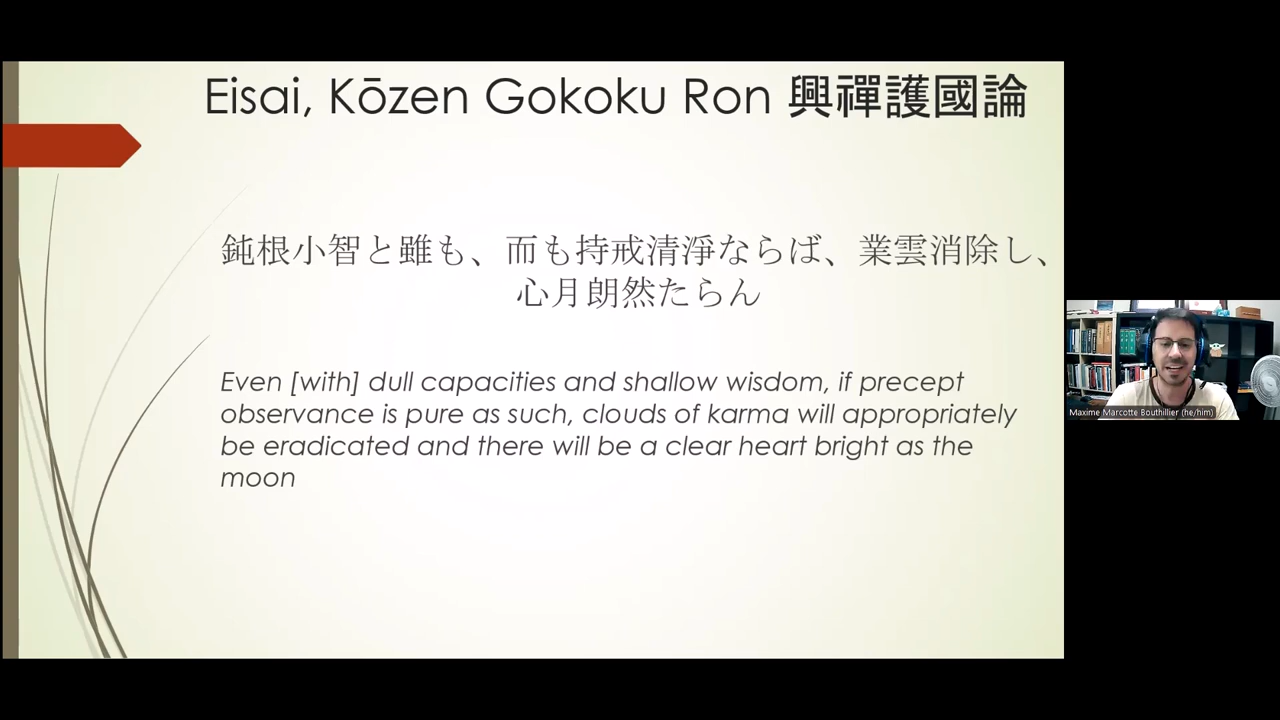 Eisai, Kōzen Gokoku Ron 興禪護國論
鈍根小智と雖も、而も持戒清淨ならば、業雲消除し、
心月朗然たらん
Even [with] dull capacities and shallow wisdom, if precept
observance is pure as such, clouds of karma will appropriately
be eradicated and there will be a clear heart bright as the
moon
Maxime Marcotte Bouthillier (he/him)